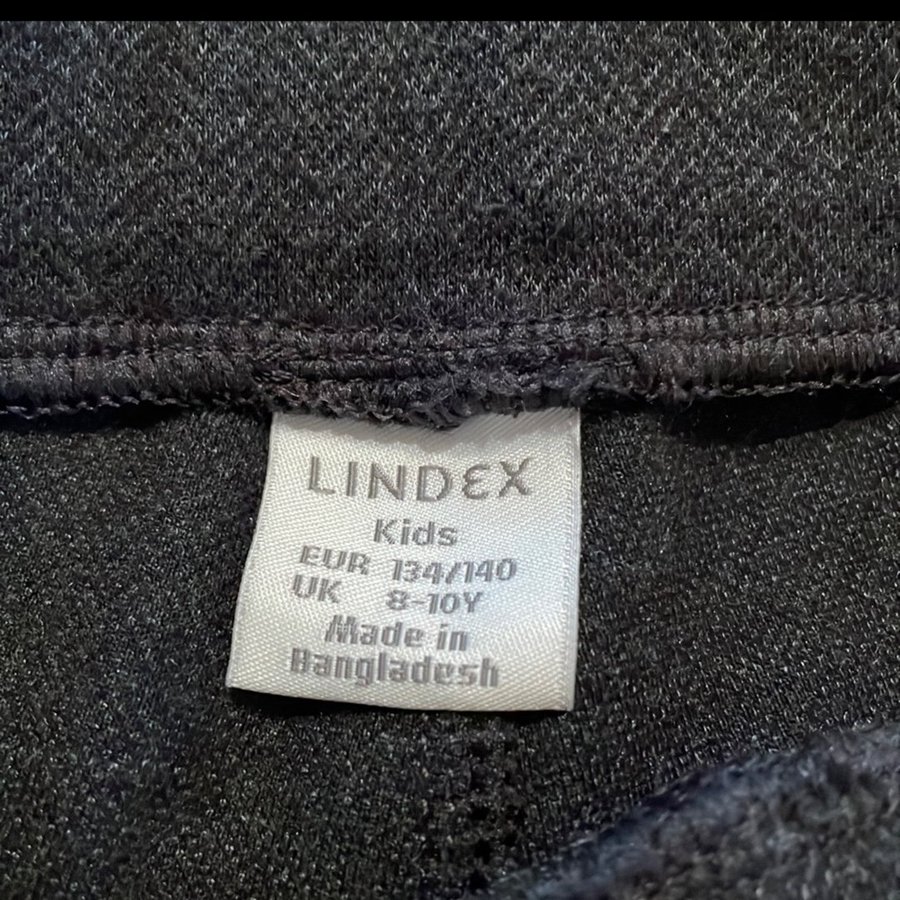 LINDEX
Kids
EUR 134/140
UK 8-10Y
Made in
Bangladesh